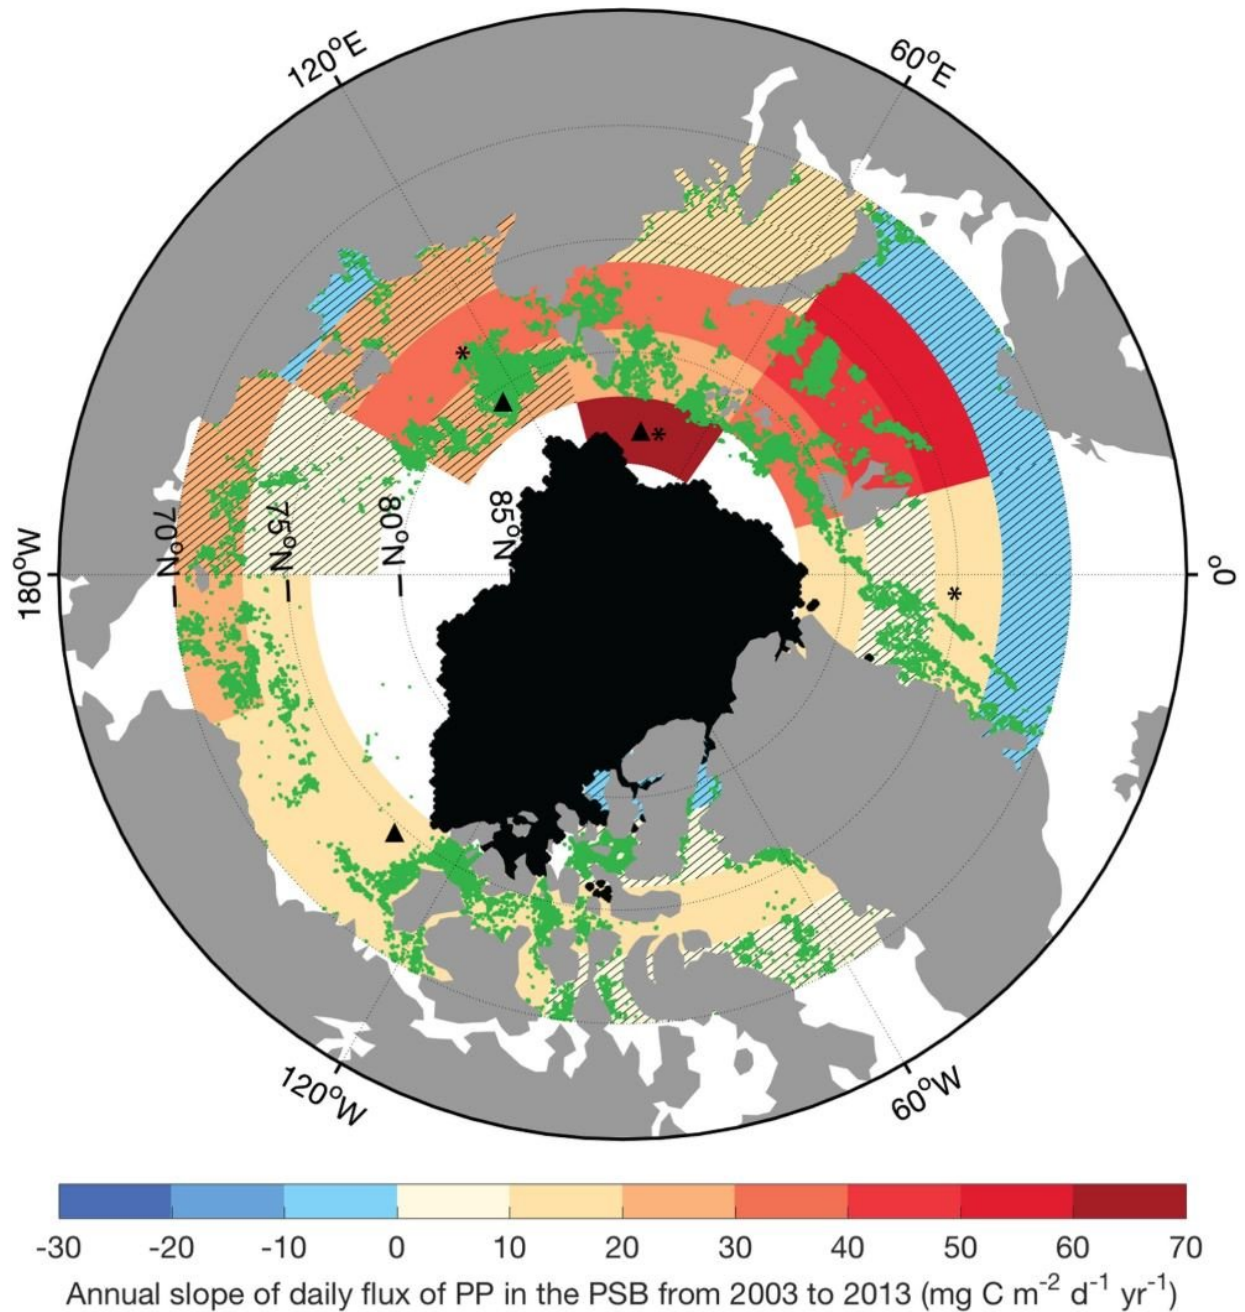 120°E
60°E
180°W
70°N
75°N
80°N
85°N
0°
120°W
60°W
-30 -20 -10 0 10 20 30 40 50 60 70
Annual slope of daily flux of PP in the PSB from 2003 to 2013 (mg C m⁻² d⁻¹ yr⁻¹)